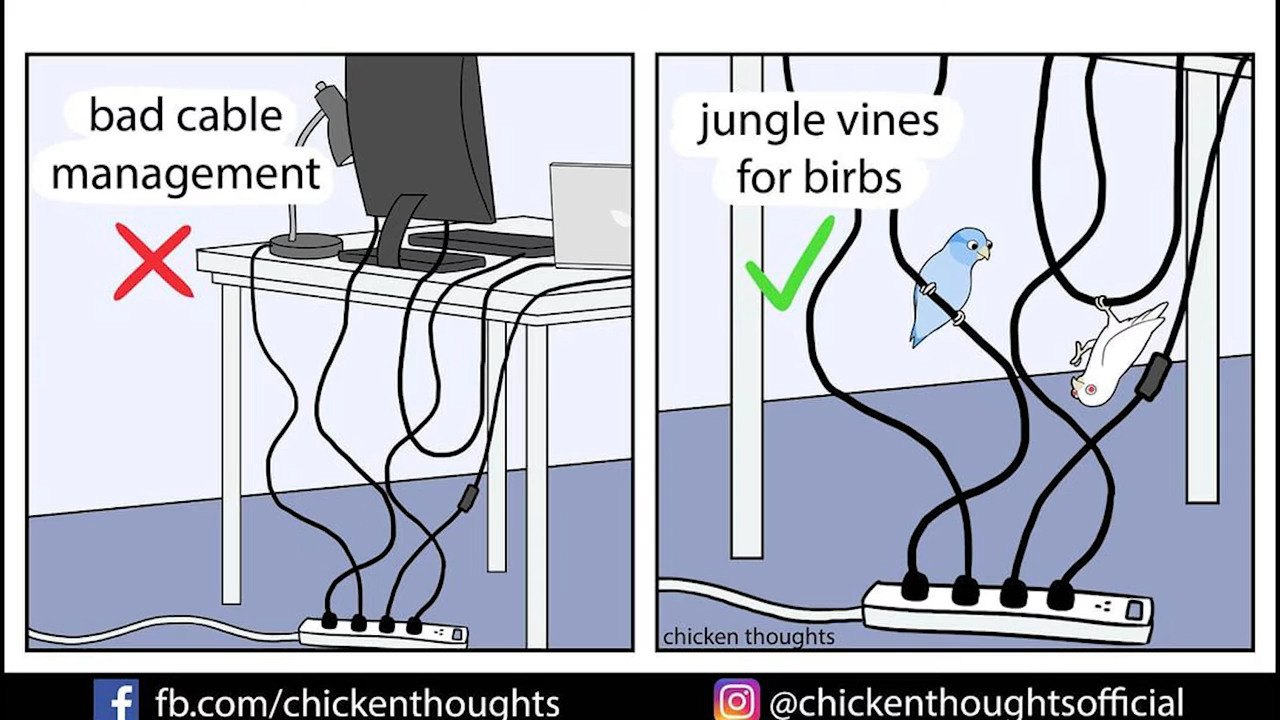 bad cable
management
jungle vines
for birbs
chicken thoughts
fb.com/chickenthoughts
@chickenthoughtsofficial